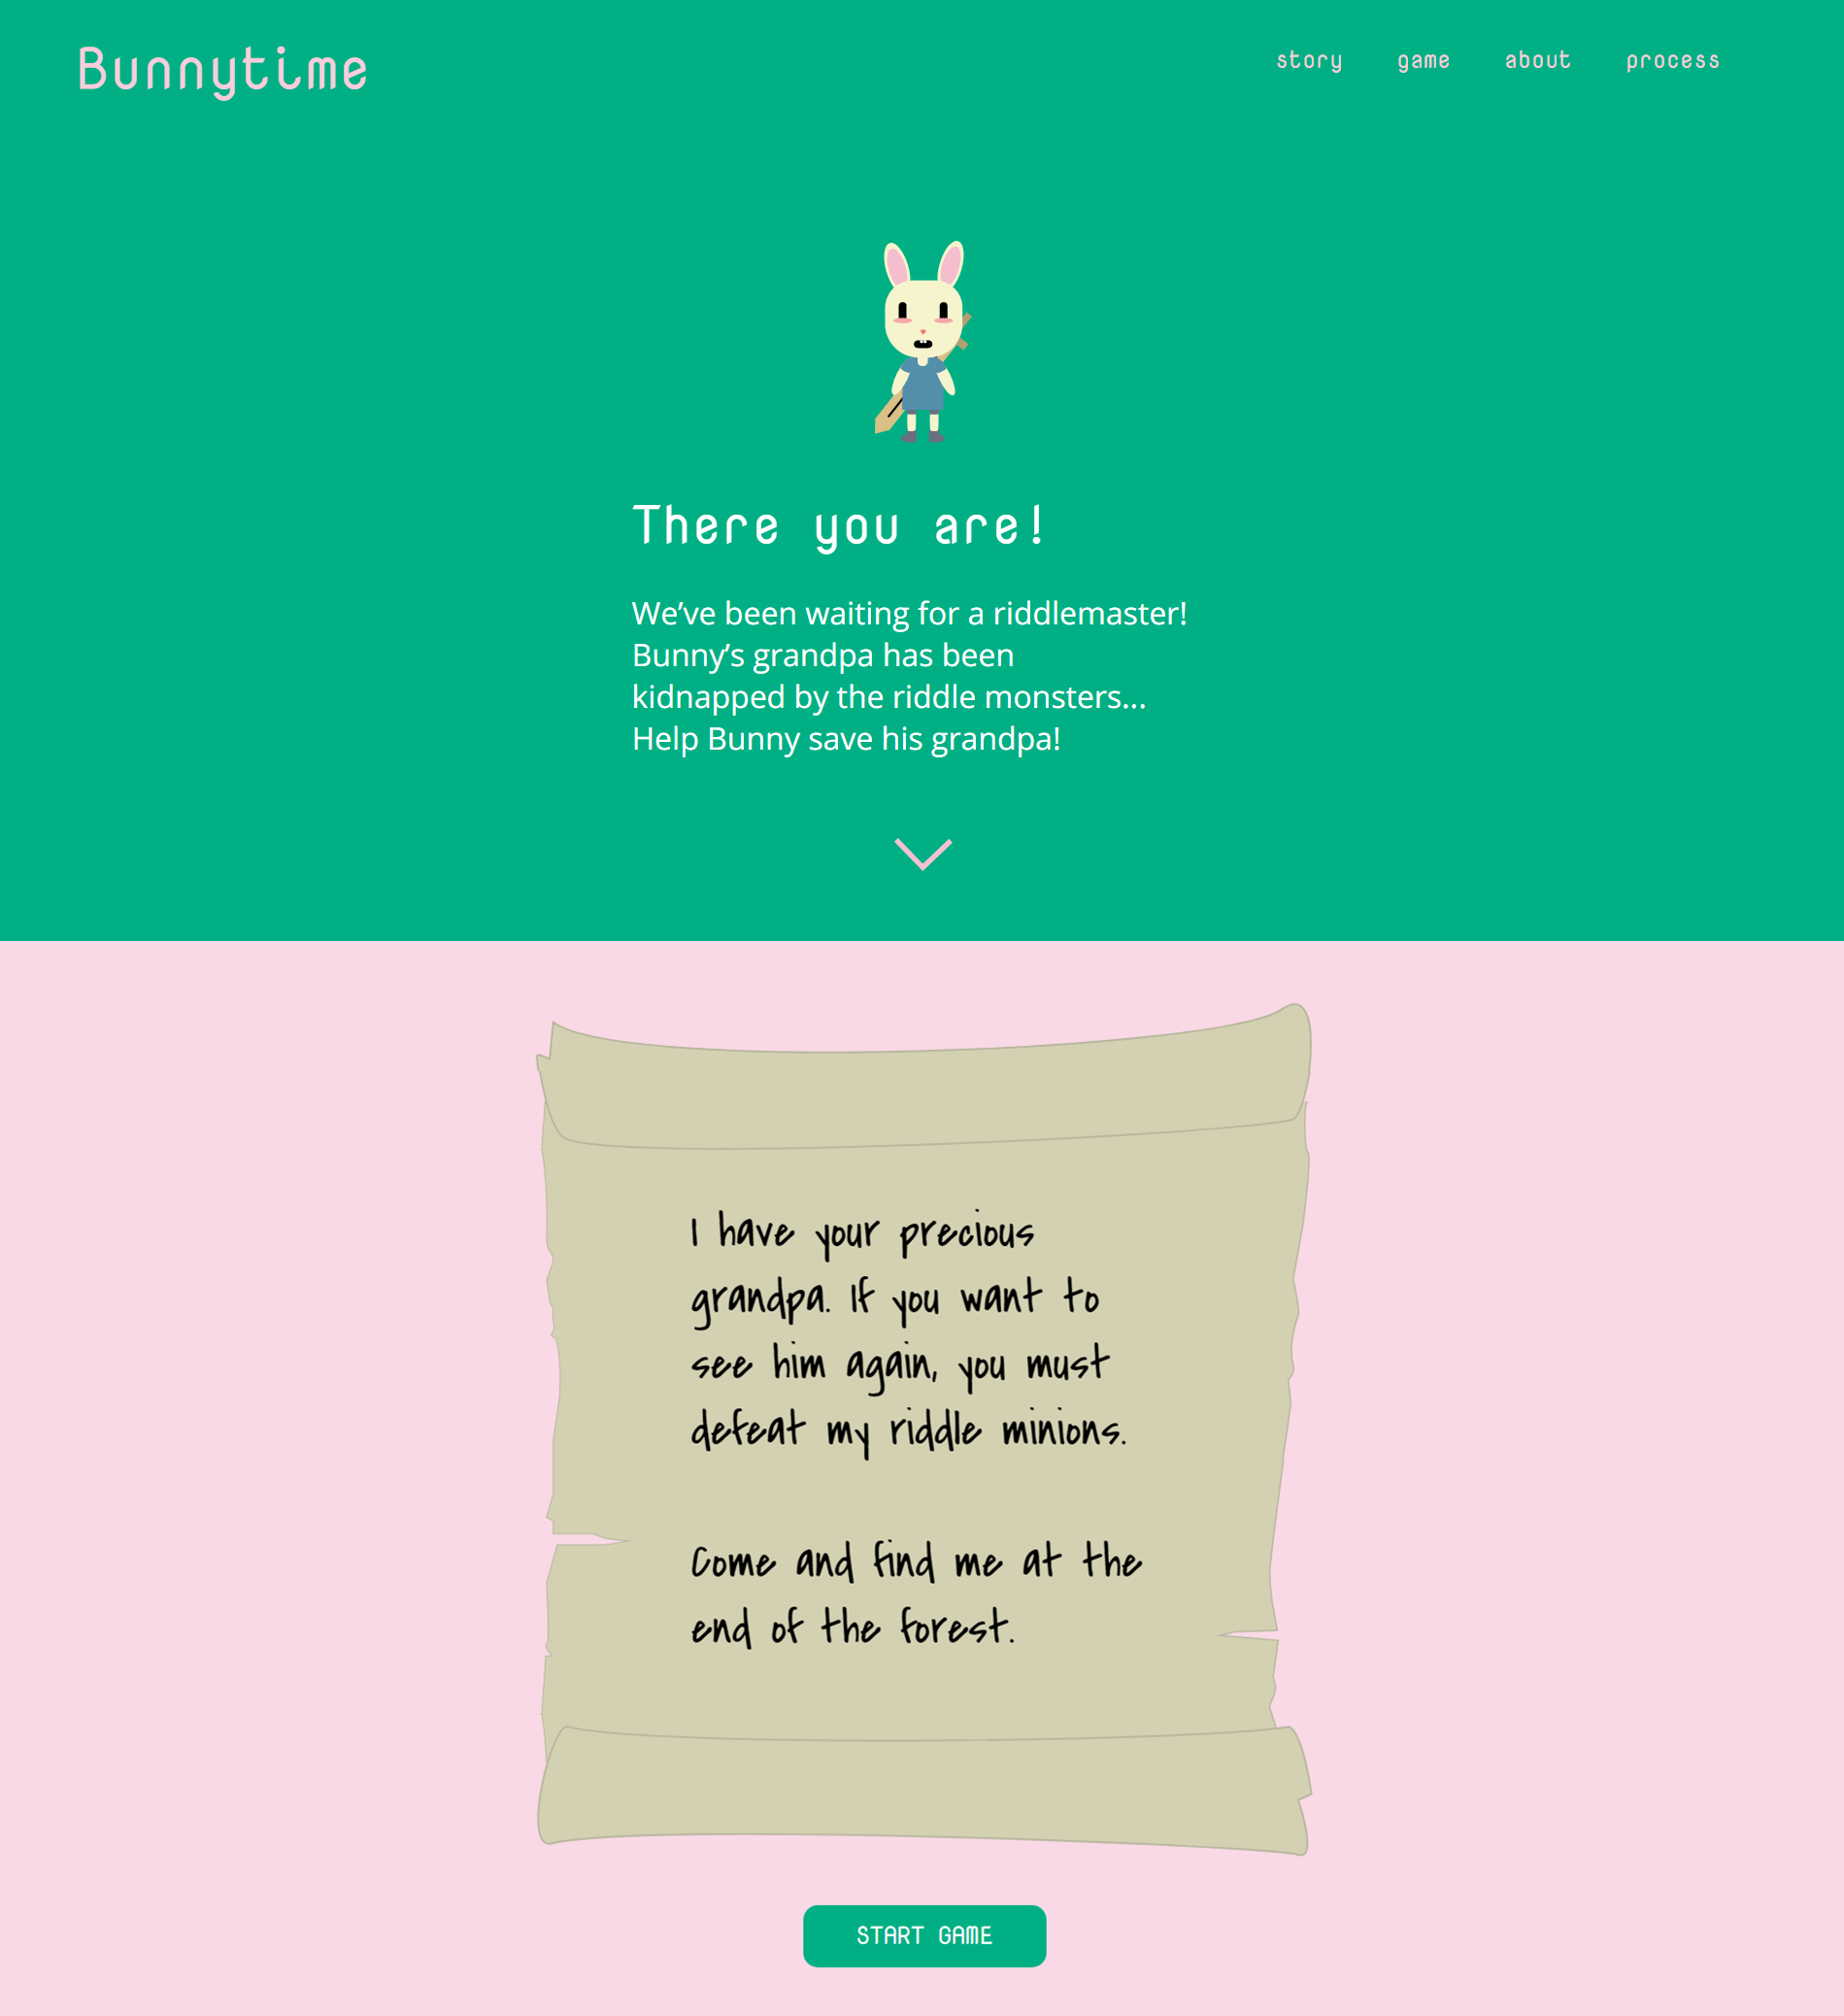 Bunnytime
story game about process
There you are!
We’ve been waiting for a riddlemaster!
Bunny’s grandpa has been
kidnapped by the riddle monsters...
Help Bunny save his grandpa!
I have your precious
grandpa. If you want to
see him again, you must
defeat my riddle minions.
Come and find me at the
end of the forest.
START GAME